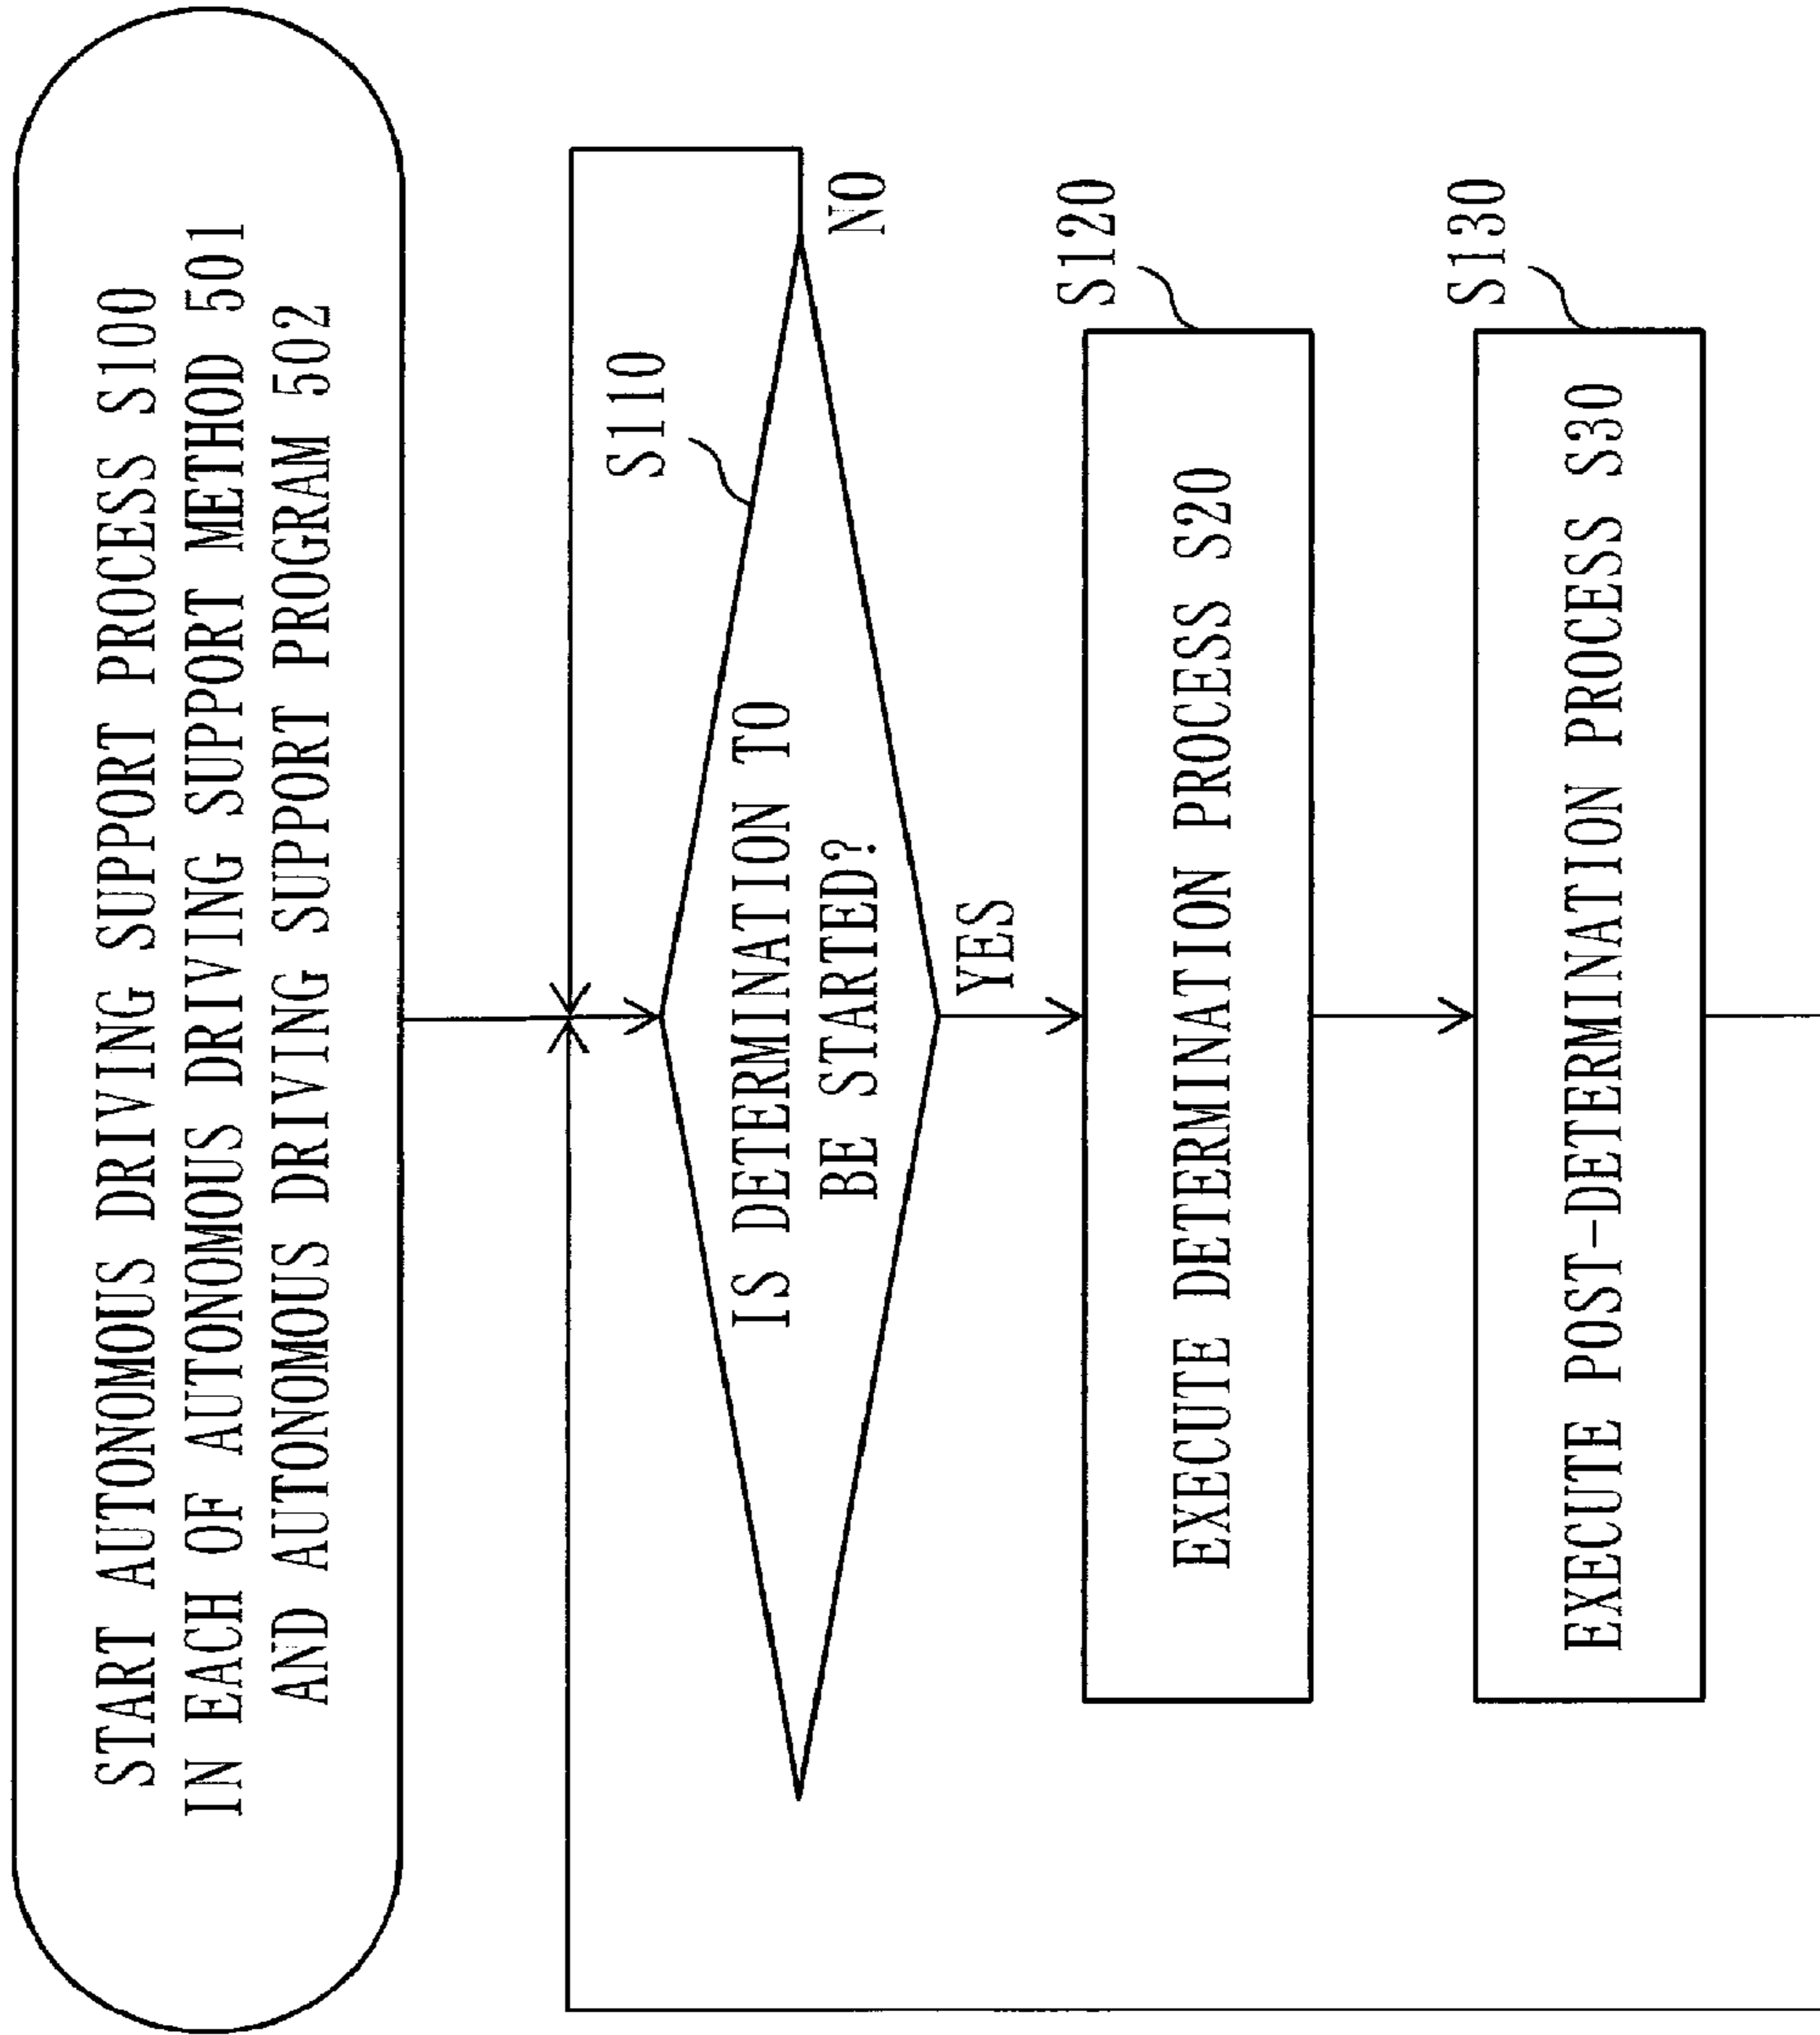 START AUTONOMOUS DRIVING SUPPORT PROCESS S100
IN EACH OF AUTONOMOUS DRIVING SUPPORT METHOD 501
AND AUTONOMOUS DRIVING SUPPORT PROGRAM 502
S110
IS DETERMINATION TO
BE STARTED?
NO
YES
S120
EXECUTE DETERMINATION PROCESS S20
S130
EXECUTE POST-DETERMINATION PROCESS S30